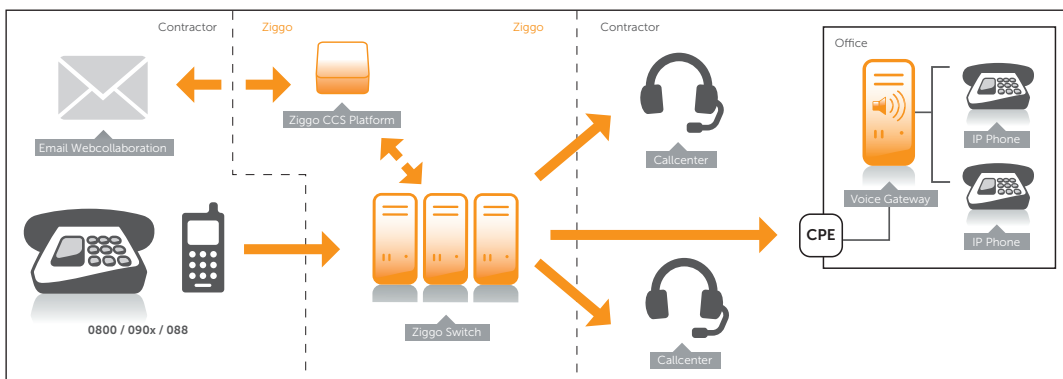 Contractor
Ziggo
Ziggo
Contractor
Office
Ziggo CCS Platform
Email Webcollaboration
Callcenter
IP Phone
Voice Gateway
CPE
IP Phone
0800 / 090x / 088
Ziggo Switch
Callcenter